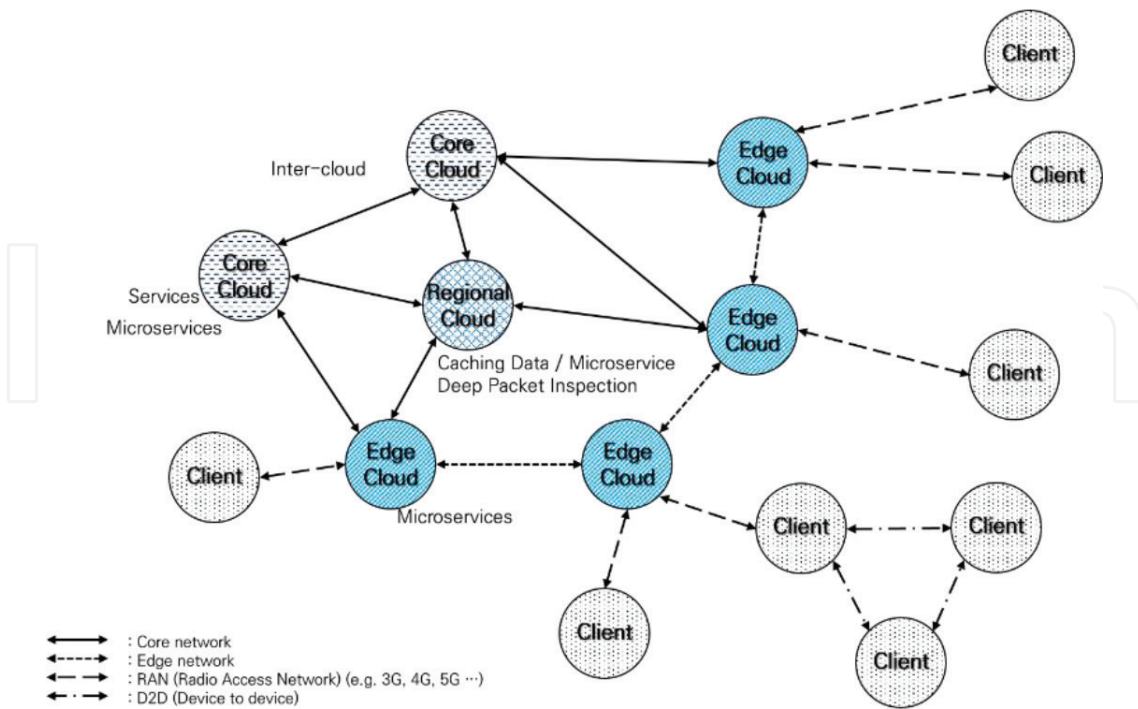 Client
Core
Cloud
Inter-cloud
Edge
Cloud
Client
Core
Cloud
Services
Microservices
Regional
Cloud
Edge
Cloud
Caching Data / Microservice
Deep Packet Inspection
Client
Client
Edge
Cloud
Microservices
Edge
Cloud
Client
Client
Client
Client
: Core network
: Edge network
: RAN (Radio Access Network) (e.g. 3G, 4G, 5G ···)
: D2D (Device to device)